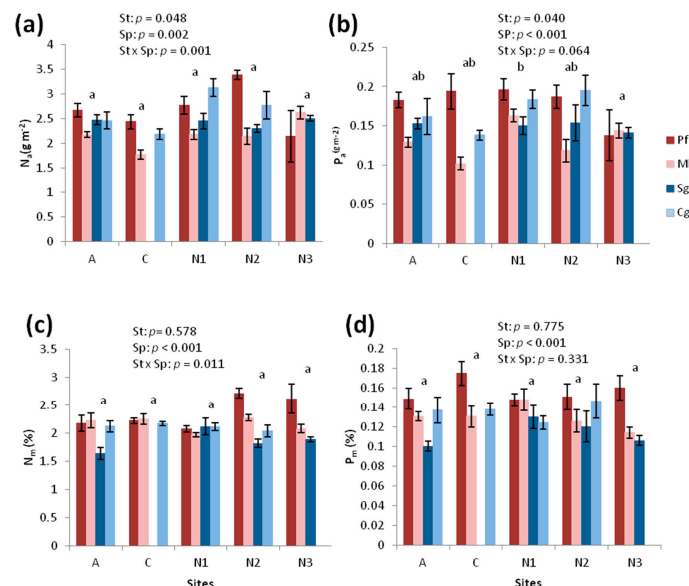 (a)
St: p = 0.048
Sp: p = 0.002
St x Sp: p = 0.001
4
3.5
3
2.5
2
1.5
1
0.5
0
Na (g m-2)
a
a
a
a
a
A
C
N1
N2
N3
(b)
St: p = 0.040
SP: p < 0.001
St x Sp: p = 0.064
0.25
0.2
0.15
0.1
0.05
0
Pa (g m-2)
ab
ab
b
ab
a
A
C
N1
N2
N3
Pf
Sg
Cg
(c)
St: p = 0.578
Sp: p < 0.001
St x Sp: p = 0.011
3.5
3
2.5
2
1.5
1
0.5
0
Nm (%)
a
a
a
a
a
A
C
N1
N2
N3
Sites
(d)
St: p = 0.775
Sp: p < 0.001
St x Sp: p = 0.331
0.2
0.18
0.16
0.14
0.12
0.1
0.08
0.06
0.04
0.02
0
Pm (%)
a
a
a
a
a
A
C
N1
N2
N3
Sites